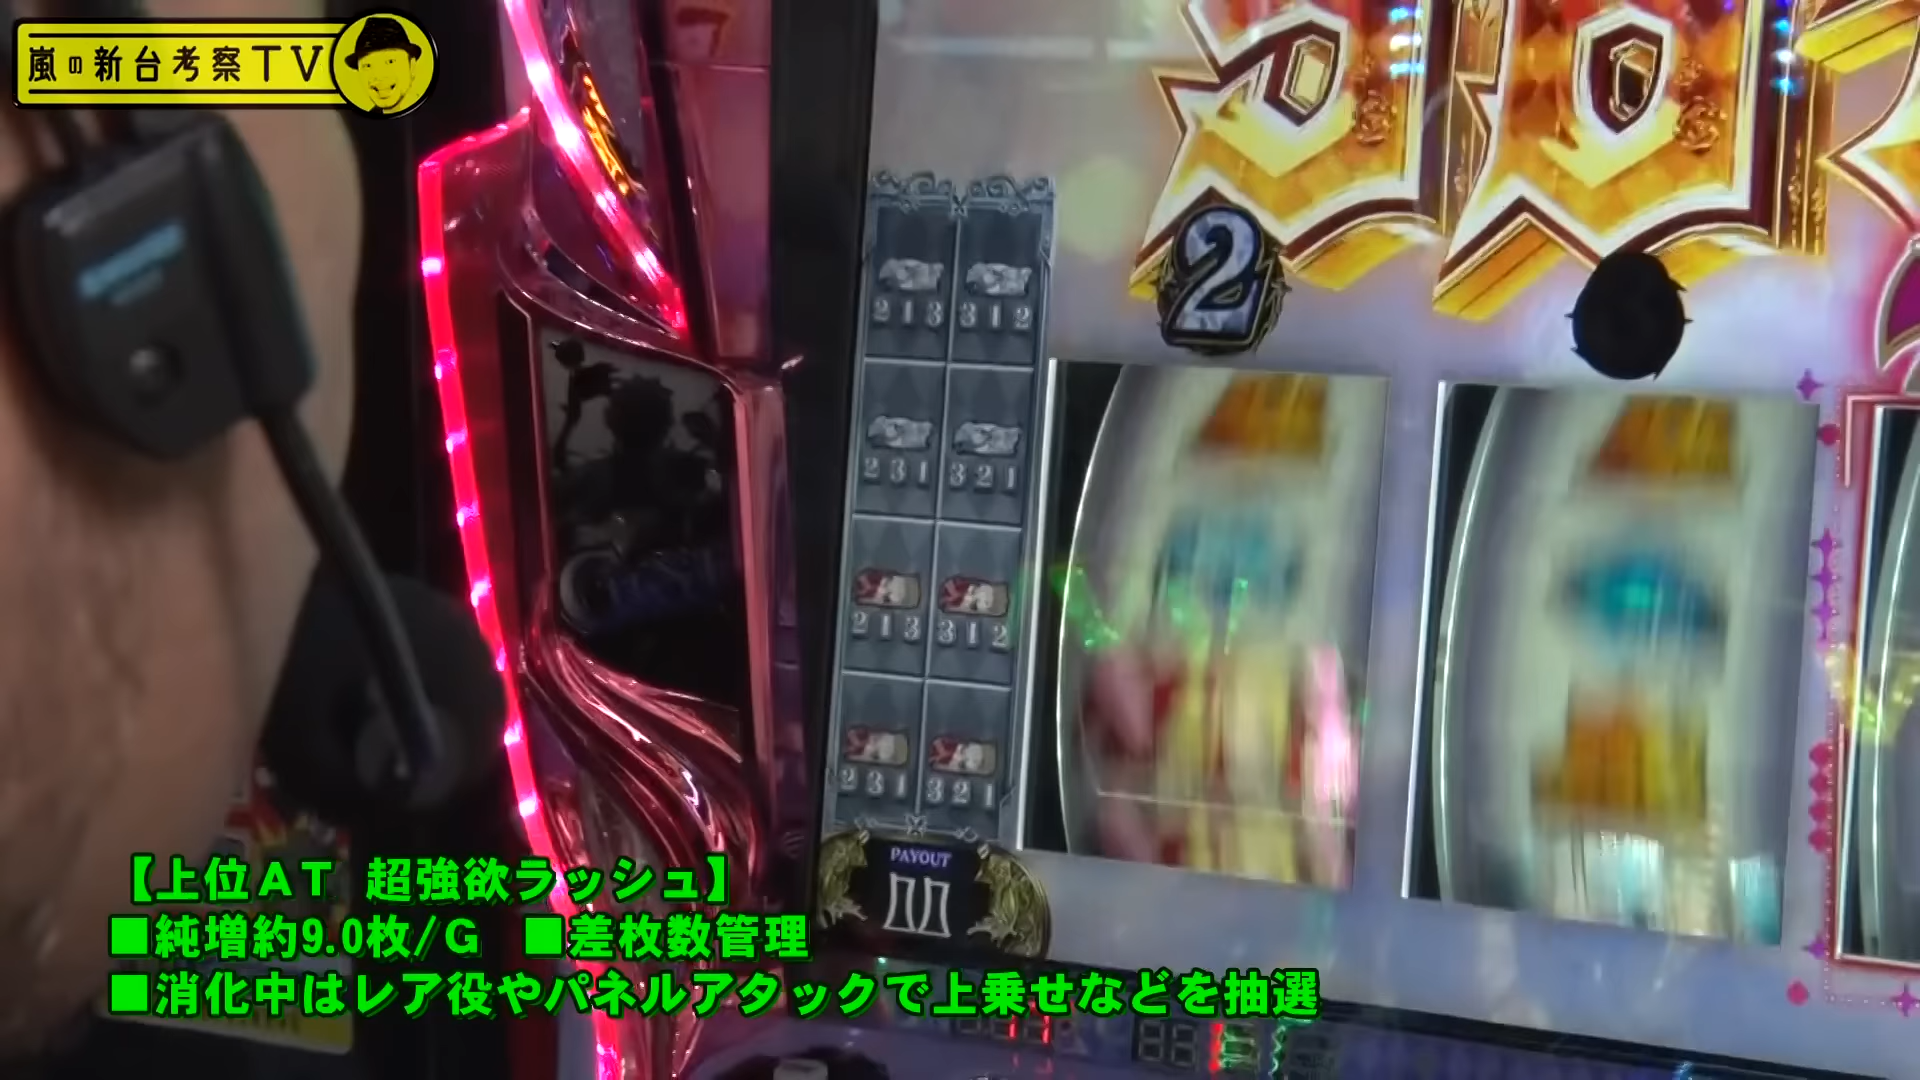 嵐の新台考察TV
2
213 312
231 321
213 312
231 321
PAYOUT
【上位AT 超強欲ラッシュ】
■純増約9.0枚/G ■差枚数管理
■消化中はレア役やパネルアタックで上乗せなどを抽選